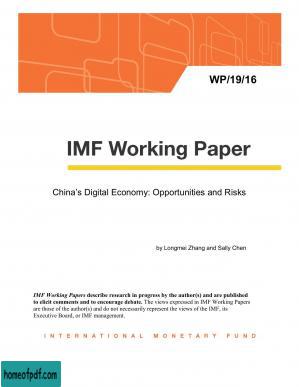 WP/19/16
IMF Working Paper
China’s Digital Economy: Opportunities and Risks
by Longmei Zhang and Sally Chen
IMF Working Papers describe research in progress by the author(s) and are published
to elicit comments and to encourage debate. The views expressed in IMF Working Papers
are those of the author(s) and do not necessarily represent the views of the IMF, its
Executive Board, or IMF management.
INTERNATIONAL MONETARY FUND
homeofpdf.com